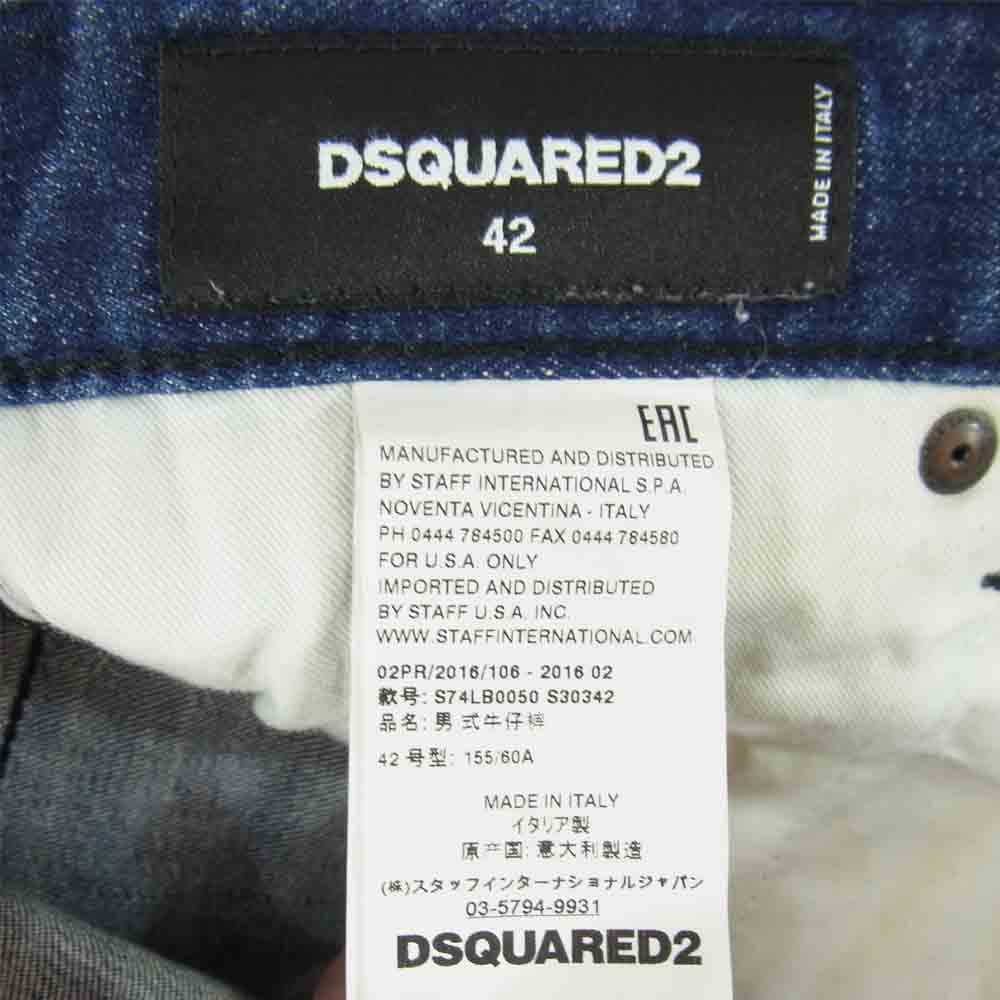 DSQUARED2
42
MADE IN ITALY
EAC
MANUFACTURED AND DISTRIBUTED
BY STAFF INTERNATIONAL S.P.A.
NOVENTA VICENTINA - ITALY
PH 0444 784500 FAX 0444 784580
FOR U.S.A. ONLY
IMPORTED AND DISTRIBUTED
BY STAFF U.S.A. INC.
WWW.STAFFINTERNATIONAL.COM
02PR/2016/106 - 2016 02
款号: S74LB0050 S30342
品名: 男式牛仔裤
42 号型: 155/60A
MADE IN ITALY
イタリア製
原产国: 意大利製造
(株)スタッフインターナショナルジャパン
03-5794-9931
DSQUARED2